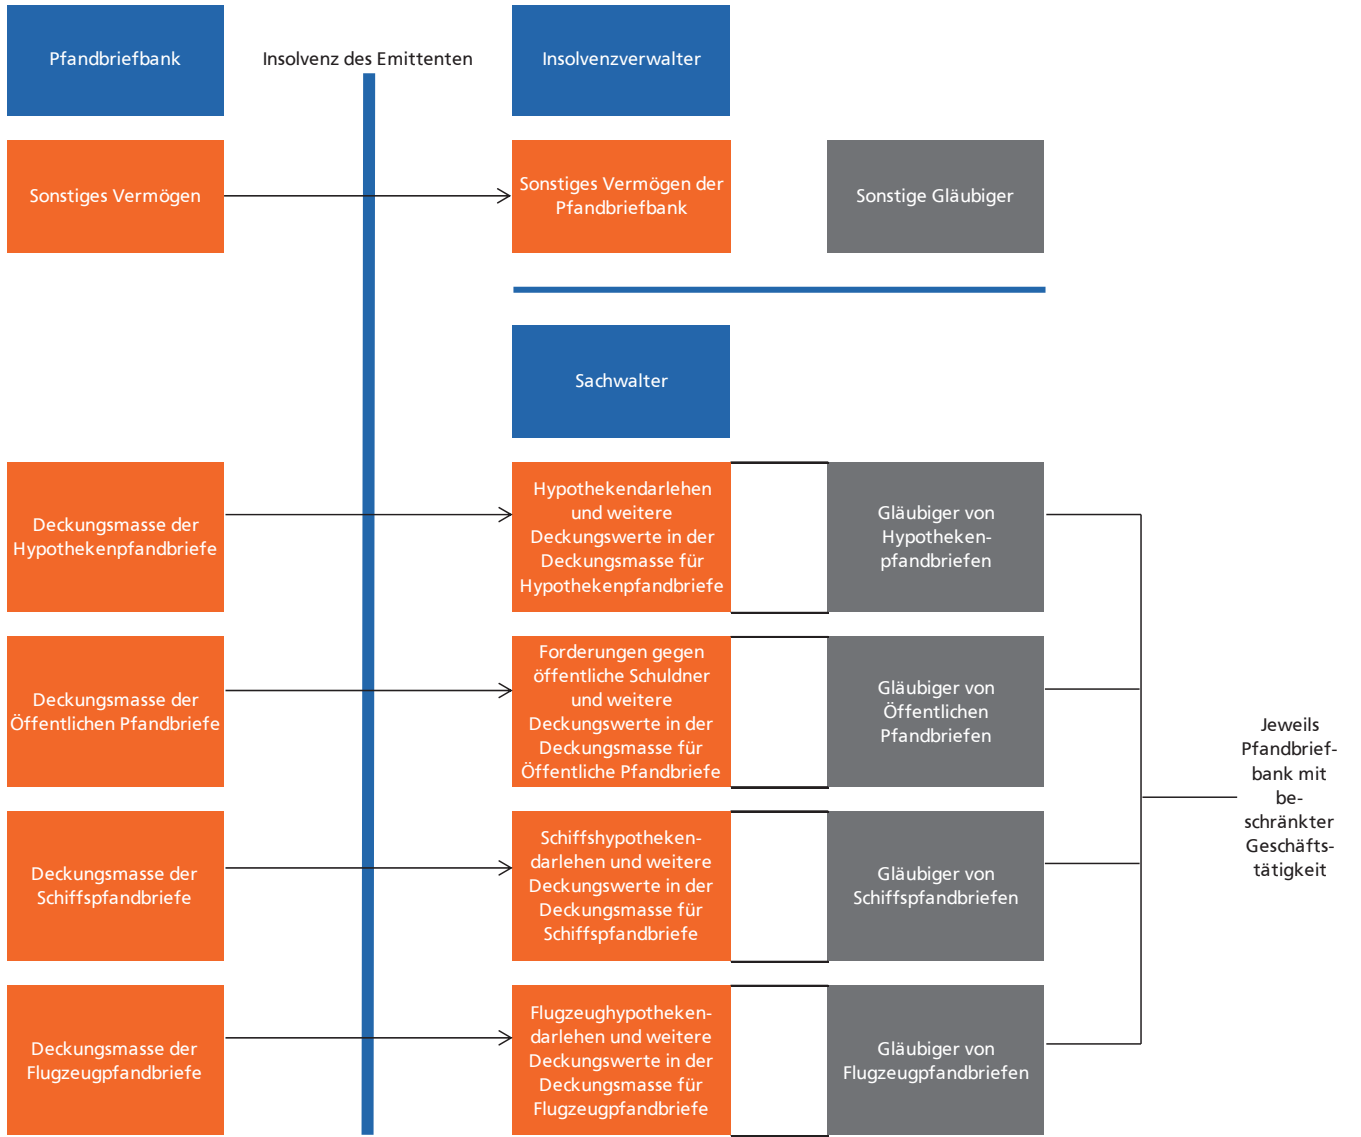 Pfandbriefbank
Insolvenz des Emittenten
Insolvenzverwalter
Sonstiges Vermögen
Sonstiges Vermögen der
Pfandbriefbank
Sonstige Gläubiger
Sachwalter
Deckungsmasse der
Hypothekenpfandbriefe
Hypothekendarlehen
und weitere
Deckungswerte in der
Deckungsmasse für
Hypothekenpfandbriefe
Gläubiger von
Hypotheken-
pfandbriefen
Deckungsmasse der
Öffentlichen Pfandbriefe
Forderungen gegen
öffentliche Schuldner
und weitere
Deckungswerte in der
Deckungsmasse für
Öffentliche Pfandbriefe
Gläubiger von
Öffentlichen
Pfandbriefen
Deckungsmasse der
Schiffspfandbriefe
Schiffshypotheken-
darlehen und weitere
Deckungswerte in der
Deckungsmasse für
Schiffspfandbriefe
Gläubiger von
Schiffspfandbriefen
Deckungsmasse der
Flugzeugpfandbriefe
Flugzeughypotheken-
darlehen und weitere
Deckungswerte in der
Deckungsmasse für
Flugzeugpfandbriefe
Gläubiger von
Flugzeugpfandbriefen
Jeweils
Pfandbrief-
bank mit
be-
schränkter
Geschäfts-
tätigkeit